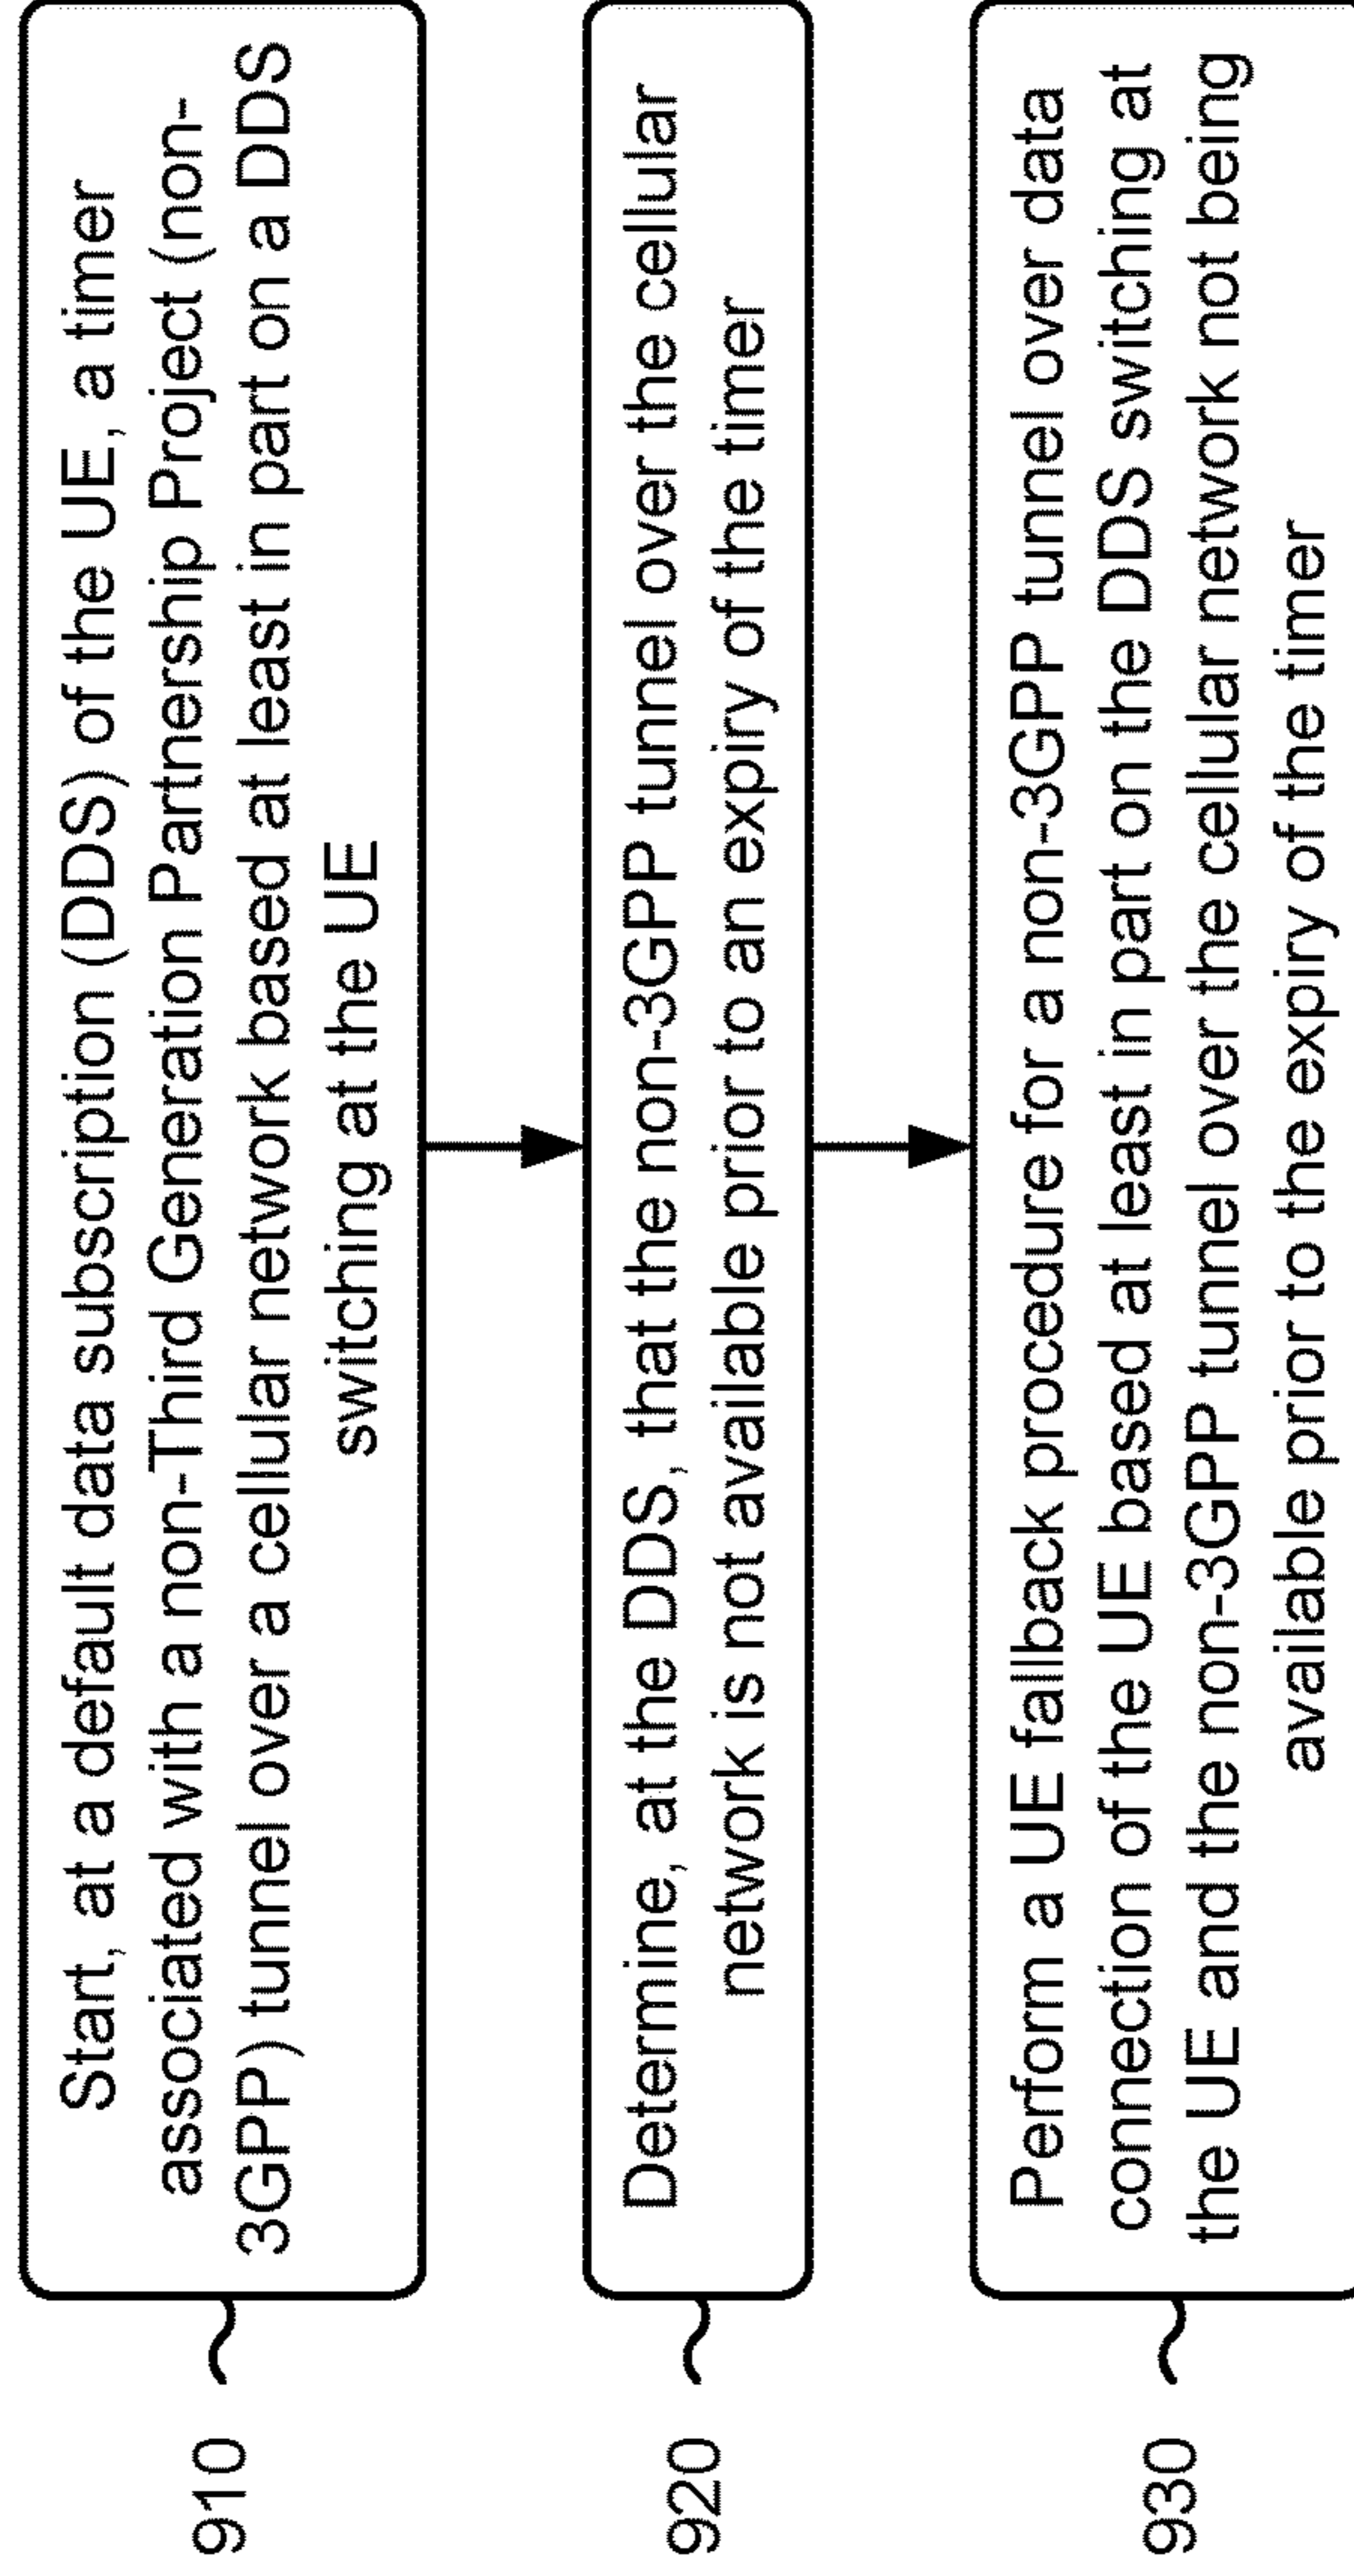 910
Start, at a default data subscription (DDS) of the UE, a timer
associated with a non-Third Generation Partnership Project (non-
3GPP) tunnel over a cellular network based at least in part on a DDS
switching at the UE
920
Determine, at the DDS, that the non-3GPP tunnel over the cellular
network is not available prior to an expiry of the timer
930
Perform a UE fallback procedure for a non-3GPP tunnel over data
connection of the UE based at least in part on the DDS switching at
the UE and the non-3GPP tunnel over the cellular network not being
available prior to the expiry of the timer